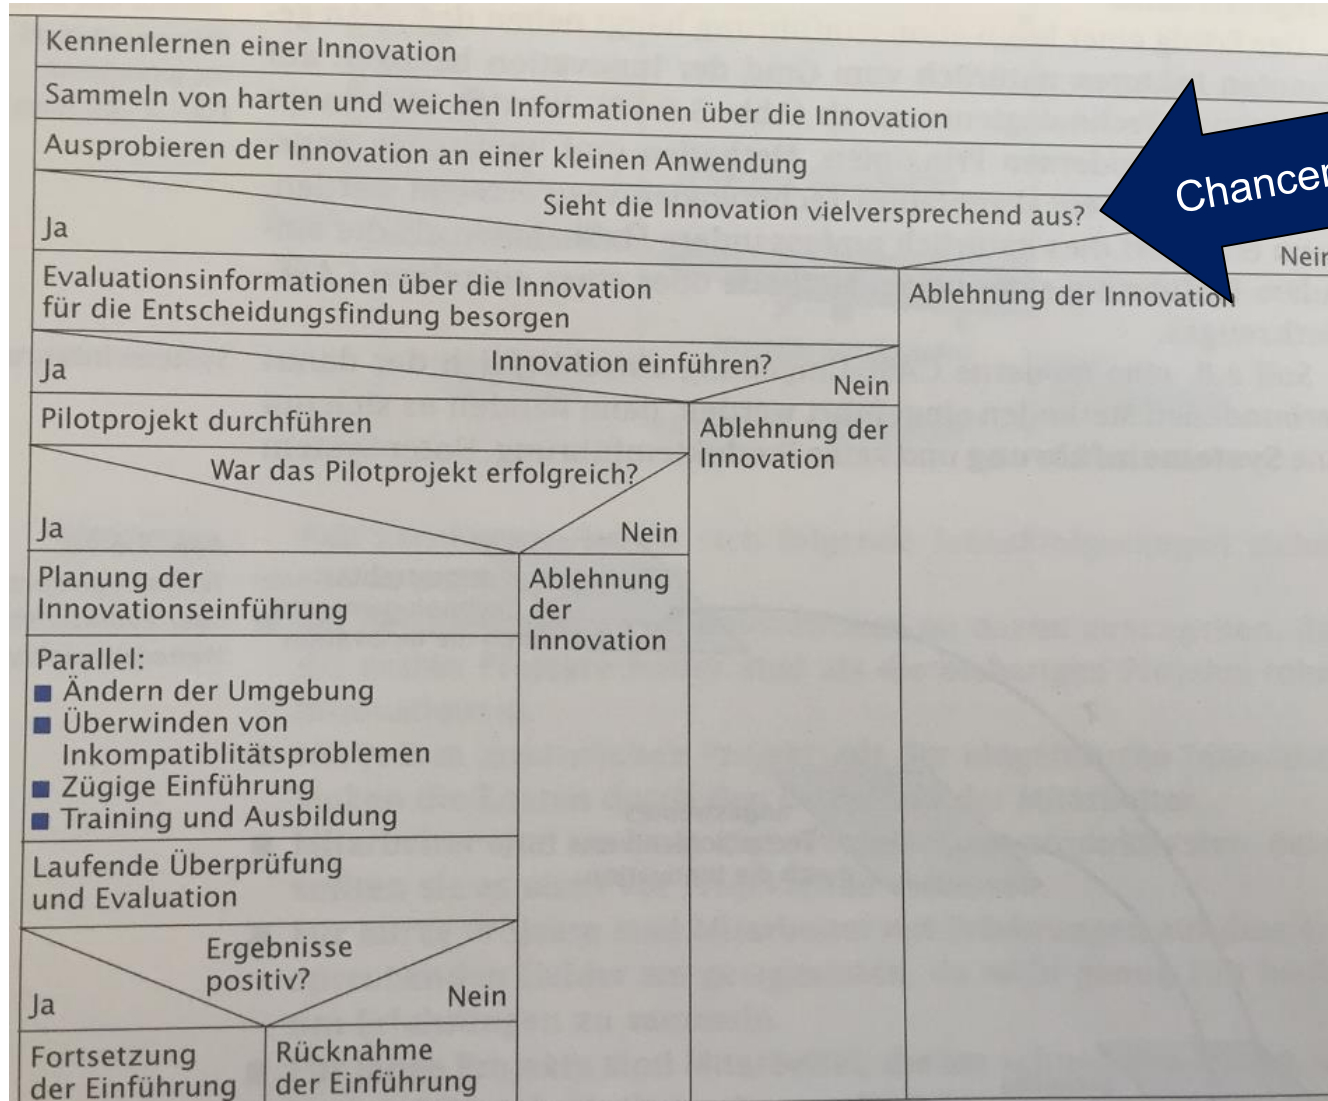 Kennenlernen einer Innovation
Sammeln von harten und weichen Informationen über die Innovation
Ausprobieren der Innovation an einer kleinen Anwendung
Sieht die Innovation vielversprechend aus?
Chancen
Ja
Nein
Evaluationsinformationen über die Innovation
für die Entscheidungsfindung besorgen
Ablehnung der Innovation
Innovation einführen?
Ja
Nein
Pilotprojekt durchführen
Ablehnung der
Innovation
War das Pilotprojekt erfolgreich?
Ja
Nein
Planung der
Innovationseinführung
Ablehnung
der
Innovation
Parallel:
Ändern der Umgebung
Überwinden von
Inkompatiblitätsproblemen
Zügige Einführung
Training und Ausbildung
Laufende Überprüfung
und Evaluation
Ergebnisse
positiv?
Ja
Nein
Fortsetzung
der Einführung
Rücknahme
der Einführung